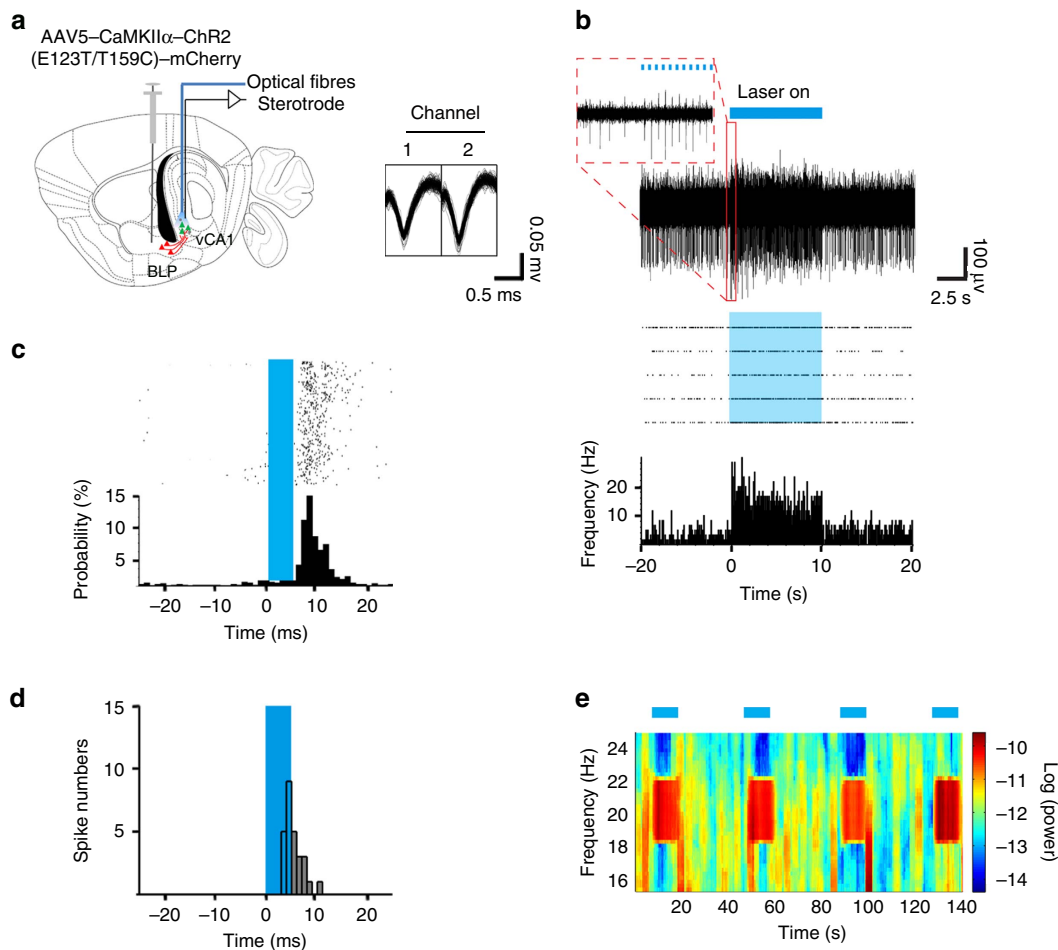 a
AAV5–CaMKIIα–ChR2
(E123T/T159C)–mCherry
Optical fibres
Sterotrode
vCA1
BLP
Channel
1 2
0.05 mv
0.5 ms
b
Laser on
100 μv
2.5 s
Frequency (Hz)
20
10
–20 0 10 20
Time (s)
c
Probability (%)
15
10
5
–20 –10 0 10 20
Time (ms)
d
Spike numbers
15
10
5
–20 –10 0 10 20
Time (ms)
e
Frequency (Hz)
24
22
20
18
16
20 40 60 80 100 120 140
Time (s)
–10
–11
–12
–13
–14
Log (power)